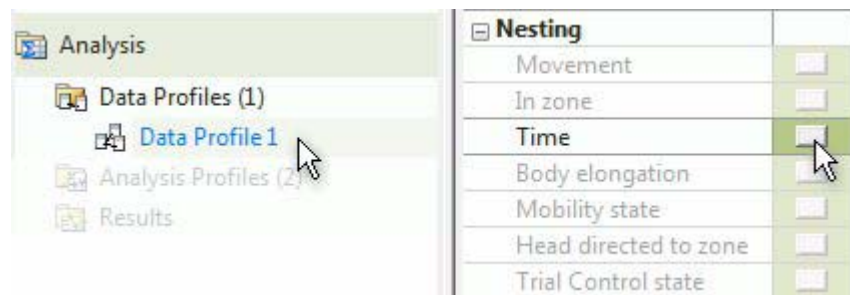 Analysis
Data Profiles (1)
Data Profile 1
Analysis Profiles (2)
Results
Nesting
Movement
In zone
Time
Body elongation
Mobility state
Head directed to zone
Trial Control state